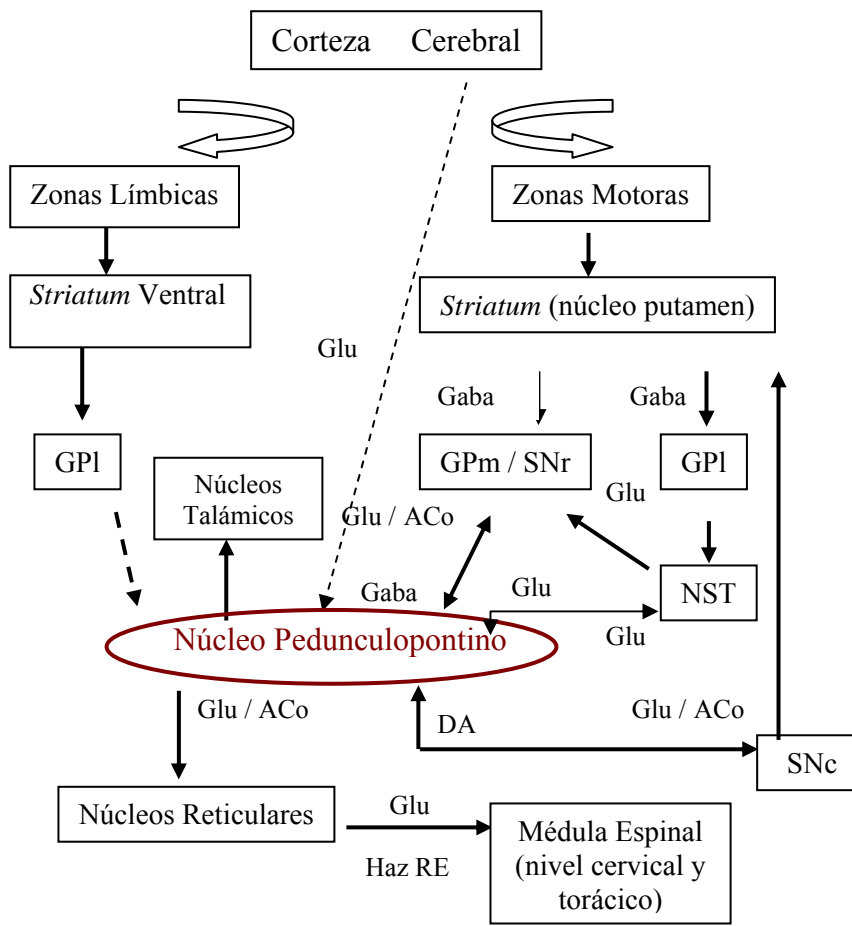 Corteza Cerebral
Zonas Límbicas
Zonas Motoras
Striatum Ventral
Striatum (núcleo putamen)
Glu
Gaba
Gaba
GPl
GPm / SNr
GPl
Núcleos
Talámicos
Glu
Glu / ACo
Gaba
Glu
NST
Glu
Núcleo Pedunculopontino
Glu / ACo
DA
Glu / ACo
SNc
Núcleos Reticulares
Glu
Haz RE
Médula Espinal
(nivel cervical y
torácico)